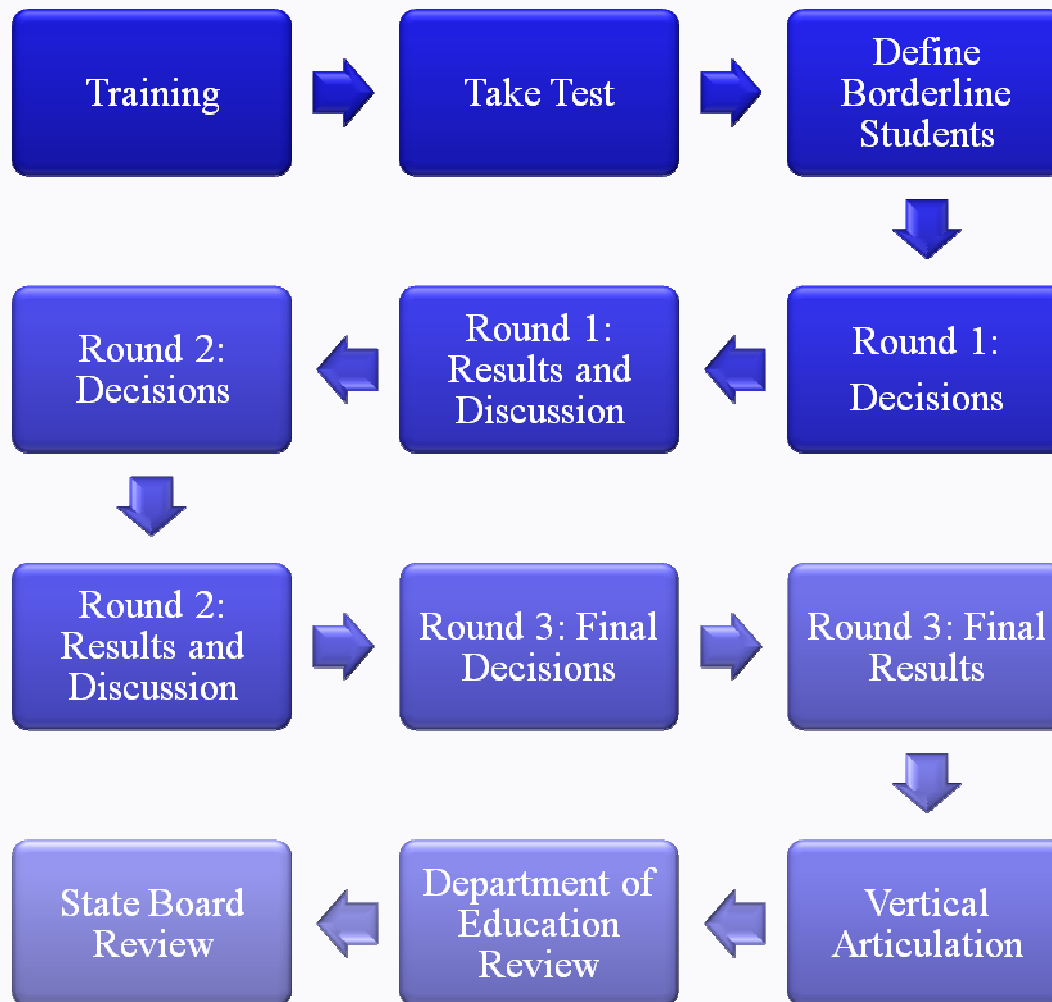 Training
Take Test
Define
Borderline
Students
Round 1:
Decisions
Round 1:
Results and
Discussion
Round 2:
Decisions
Round 2:
Results and
Discussion
Round 3: Final
Decisions
Round 3: Final
Results
Vertical
Articulation
Department of
Education
Review
State Board
Review